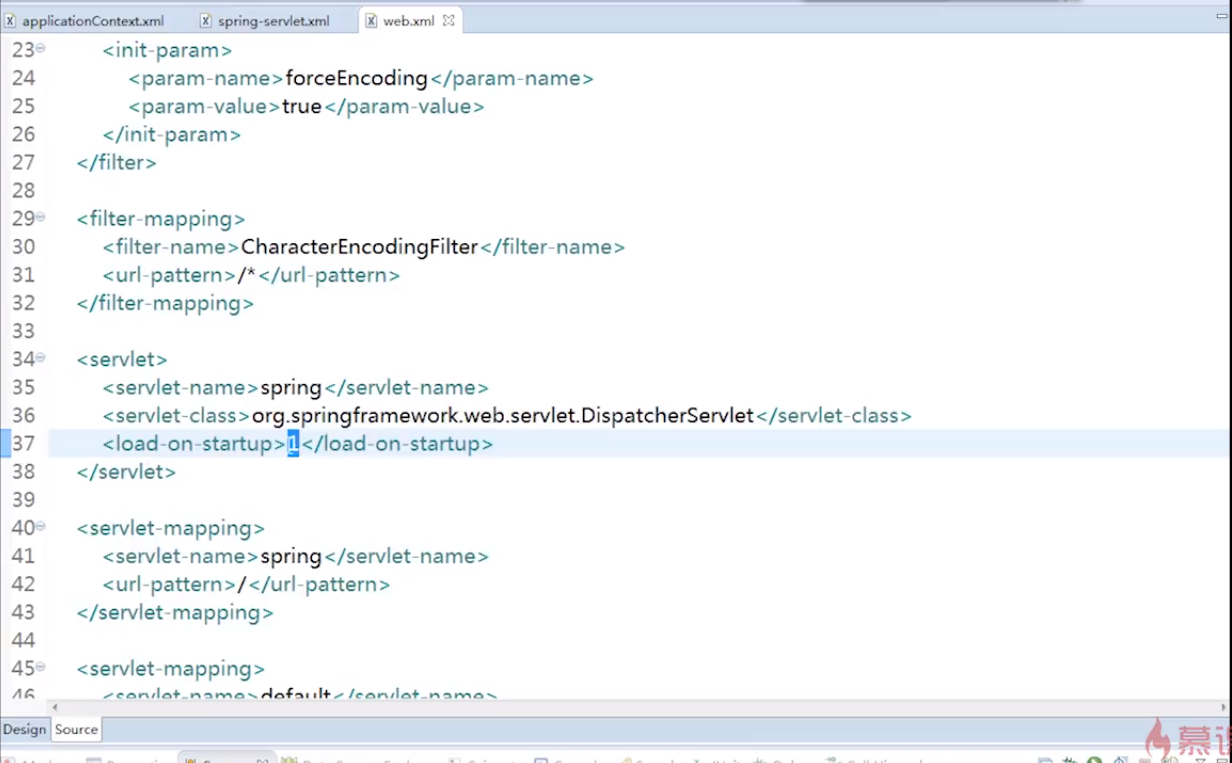 applicationContext.xml spring-servlet.xml web.xml
23 <init-param>
24 <param-name>forceEncoding</param-name>
25 <param-value>true</param-value>
26 </init-param>
27 </filter>
28
29 <filter-mapping>
30 <filter-name>CharacterEncodingFilter</filter-name>
31 <url-pattern>/*</url-pattern>
32 </filter-mapping>
33
34 <servlet>
35 <servlet-name>spring</servlet-name>
36 <servlet-class>org.springframework.web.servlet.DispatcherServlet</servlet-class>
37 <load-on-startup>1</load-on-startup>
38 </servlet>
39
40 <servlet-mapping>
41 <servlet-name>spring</servlet-name>
42 <url-pattern>/</url-pattern>
43 </servlet-mapping>
44
45 <servlet-mapping>
46 <servlet-name>default</servlet-name>
Design Source
慕